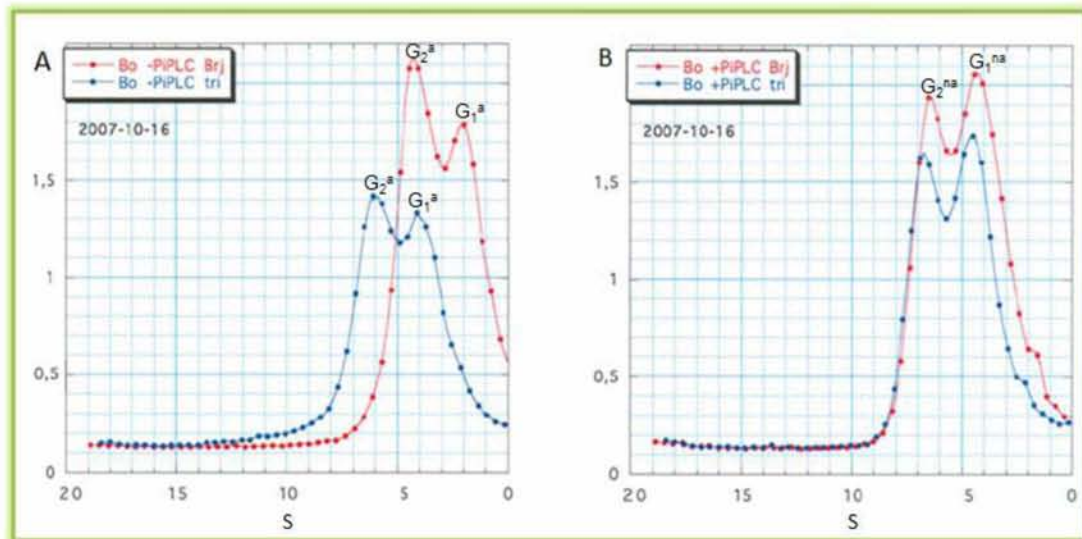 A
Bo -PiPLC Brj
Bo -PiPLC tri
2007-10-16
G₂ᵃ
G₁ᵃ
G₂ᵃ
G₁ᵃ
1,5
1
0,5
0
20 15 10 5 0
S
B
Bo +PiPLC Brj
Bo +PiPLC tri
2007-10-16
G₂ⁿᵃ
G₁ⁿᵃ
1,5
1
0,5
0
20 15 10 5 0
S